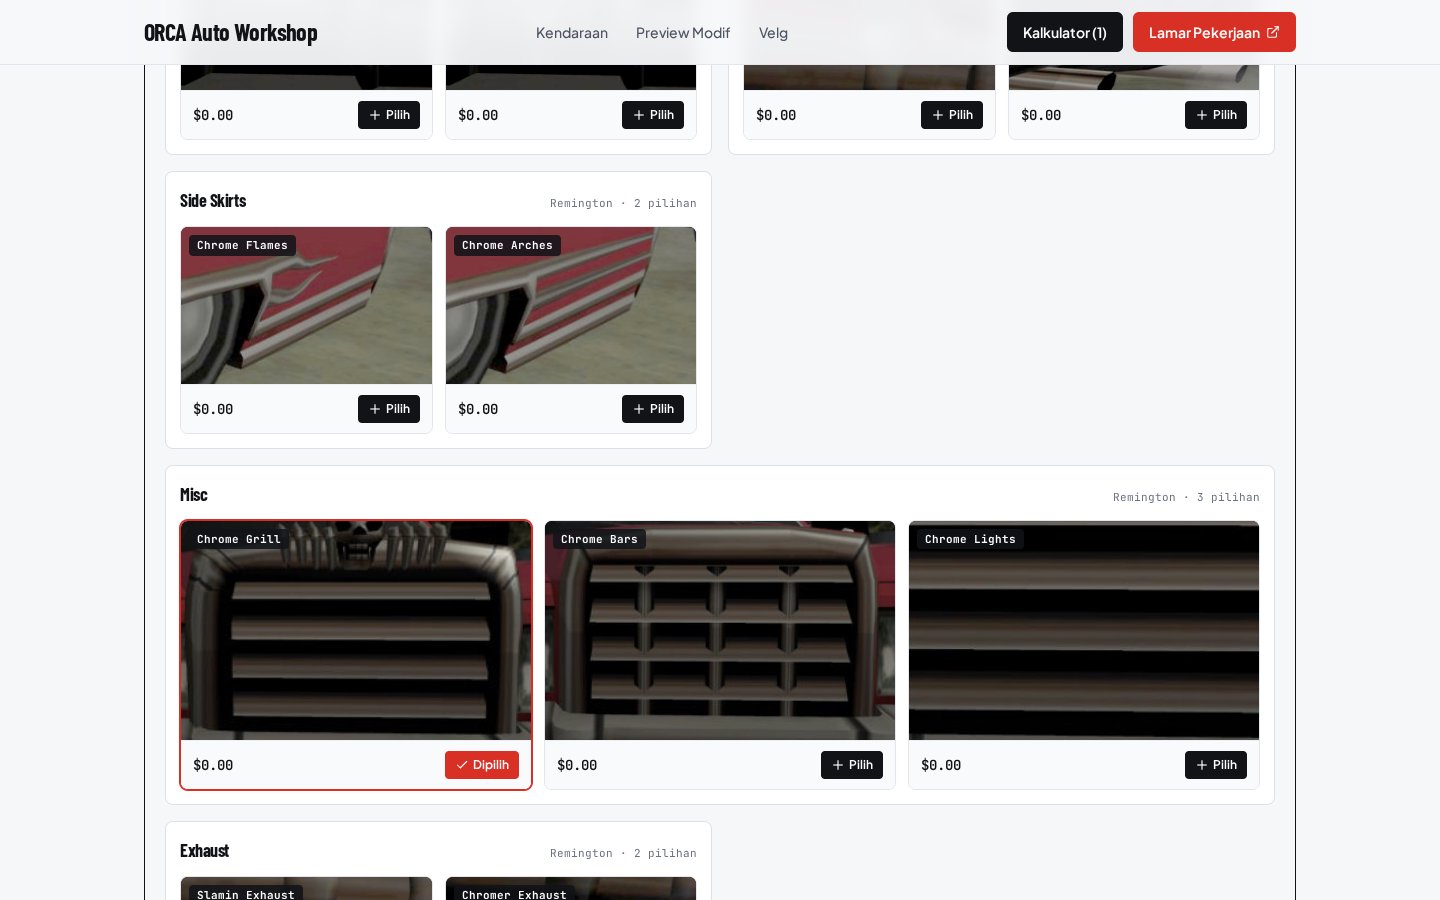 ORCA Auto Workshop
Kendaraan
Preview Modif
Velg
Kalkulator (1)
Lamar Pekerjaan
$0.00
Pilih
$0.00
Pilih
$0.00
Pilih
$0.00
Pilih
Side Skirts
Remington · 2 pilihan
Chrome Flames
Chrome Arches
$0.00
Pilih
$0.00
Pilih
Misc
Remington · 3 pilihan
Chrome Grill
Chrome Bars
Chrome Lights
$0.00
Dipilih
$0.00
Pilih
$0.00
Pilih
Exhaust
Remington · 2 pilihan
Slamin Exhaust
Chromer Exhaust